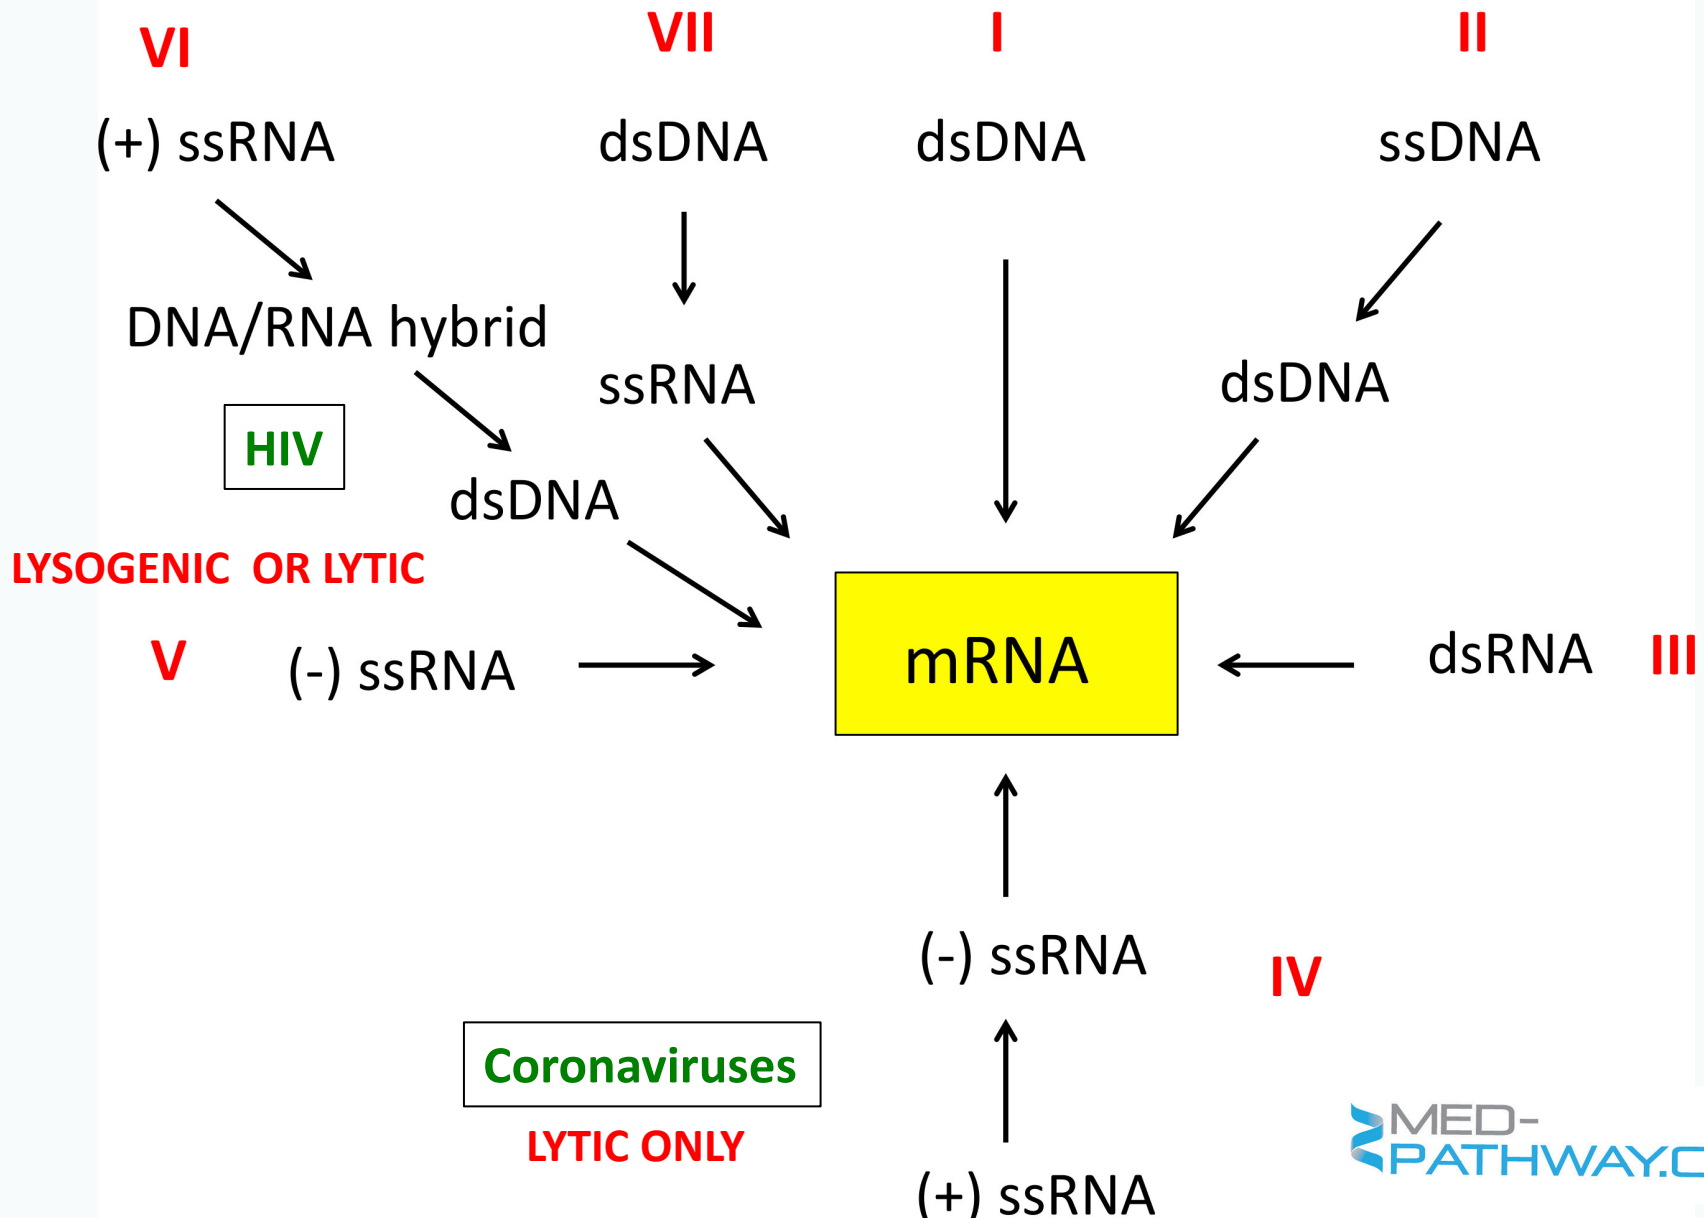 VI
VII
I
II
(+) ssRNA
dsDNA
dsDNA
ssDNA
DNA/RNA hybrid
ssRNA
dsDNA
HIV
dsDNA
LYSOGENIC OR LYTIC
V
(-) ssRNA
mRNA
dsRNA
III
(-) ssRNA
IV
Coronaviruses
LYTIC ONLY
(+) ssRNA
MED-
PATHWAY.C